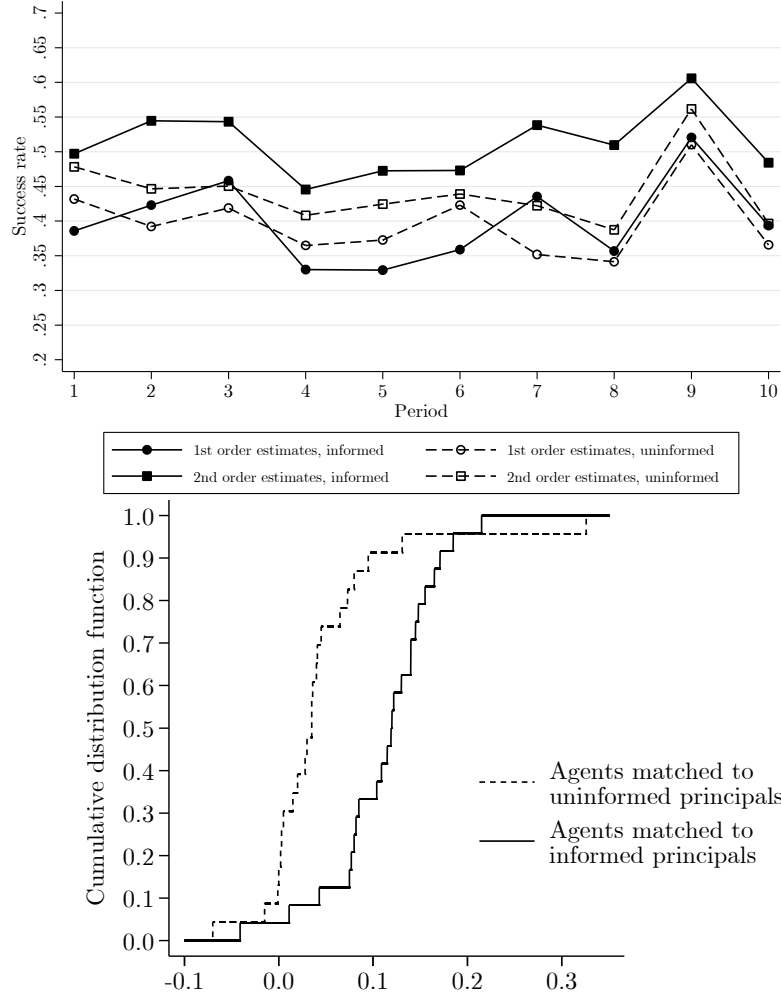 .7
.65
.6
.55
.5
.45
.4
.35
.3
.25
.2
Success rate
1 2 3 4 5 6 7 8 9 10
Period
1st order estimates, informed 1st order estimates, uninformed
2nd order estimates, informed 2nd order estimates, uninformed
1.0
0.9
0.8
0.7
0.6
0.5
0.4
0.3
0.2
0.1
0.0
Cumulative distribution function
Agents matched to
uninformed principals
Agents matched to
informed principals
-0.1 0.0 0.1 0.2 0.3